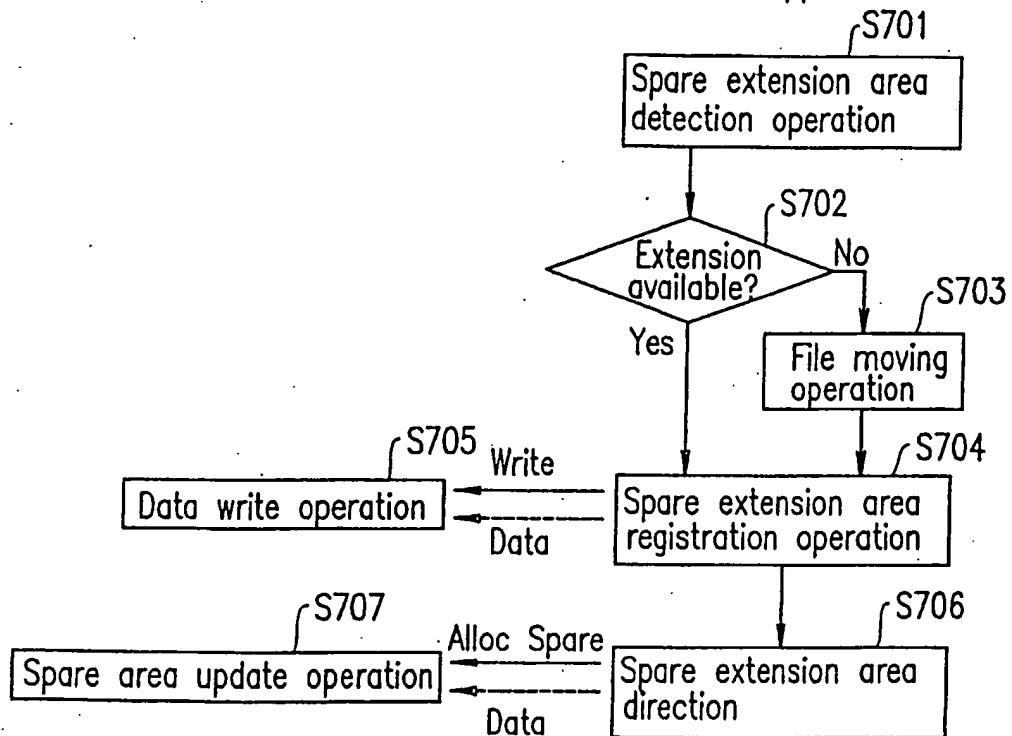 S701
Spare extension area
detection operation
S702
Extension
available?
No
Yes
S703
File moving
operation
S704
Spare extension area
registration operation
S705
Write
Data write operation
Data
S706
Spare extension area
direction
S707
Alloc Spare
Spare area update operation
Data